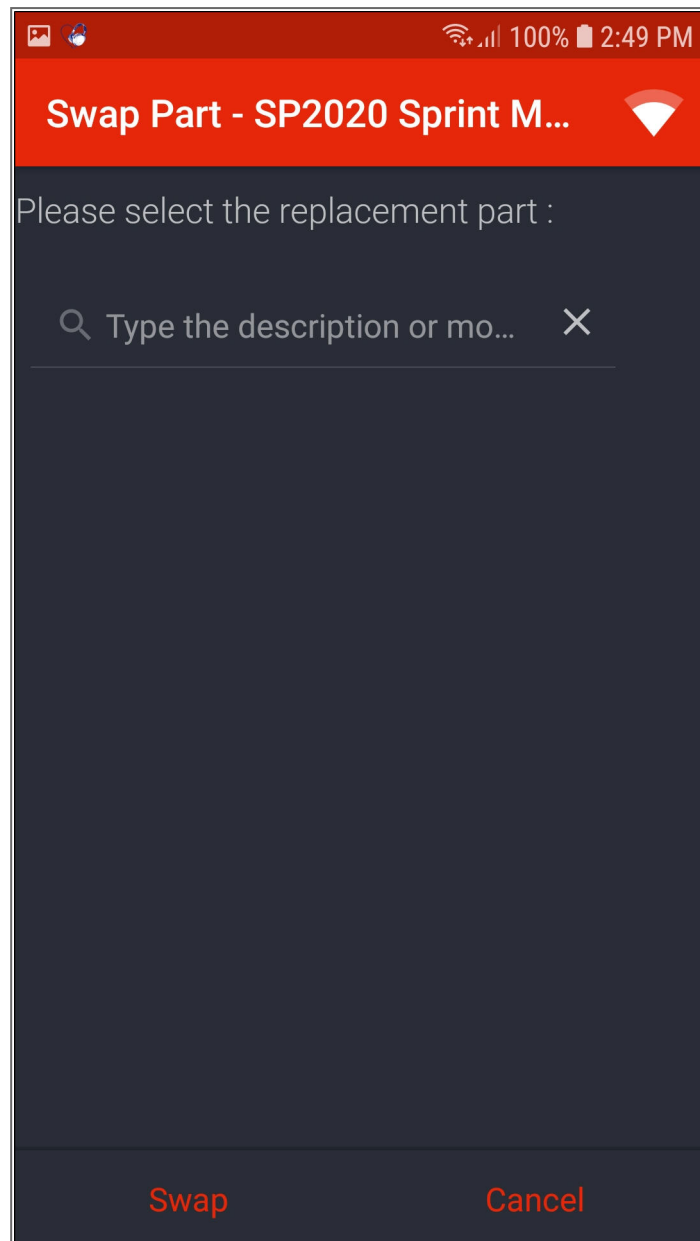 100% 2:49 PM
Swap Part - SP2020 Sprint M...
Please select the replacement part :
Type the description or mo...
Swap Cancel